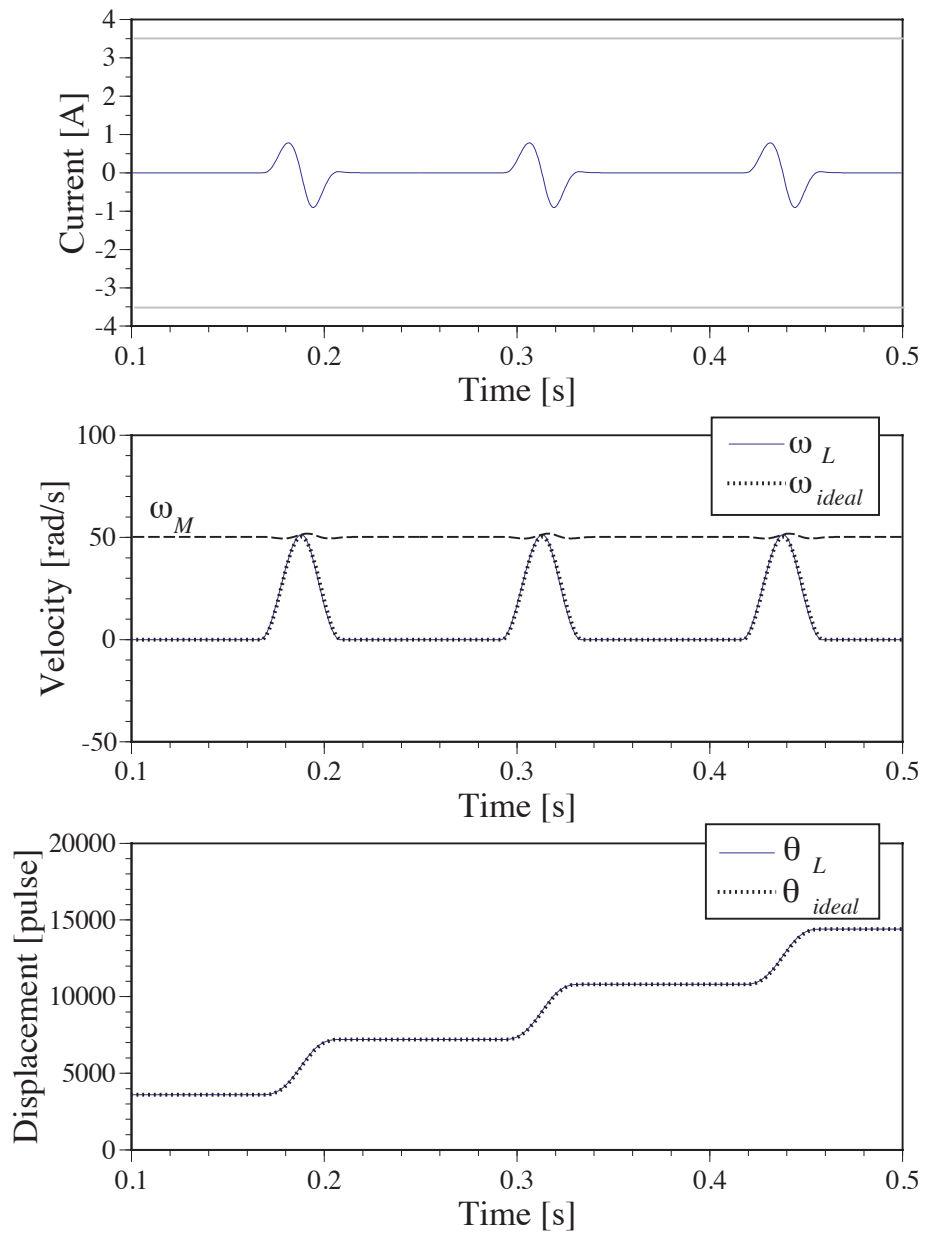 4
3
2
1
0
-1
-2
-3
-4
Current [A]
0.1 0.2 0.3 0.4 0.5
Time [s]
100
50
0
-50
Velocity [rad/s]
ω M
ω L
ω ideal
0.1 0.2 0.3 0.4 0.5
Time [s]
20000
15000
10000
5000
0
Displacement [pulse]
θ L
θ ideal
0.1 0.2 0.3 0.4 0.5
Time [s]